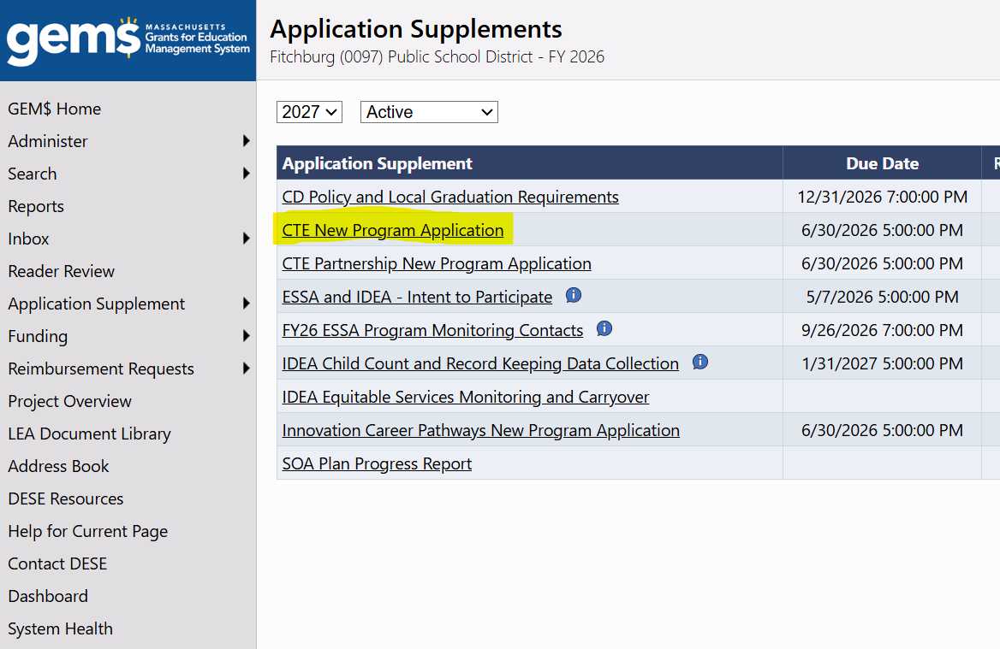 gem$ MASSACHUSETTS
Grants for Education
Management System
Application Supplements
Fitchburg (0097) Public School District - FY 2026
GEM$ Home
Administer
Search
Reports
Inbox
Reader Review
Application Supplement
Funding
Reimbursement Requests
Project Overview
LEA Document Library
Address Book
DESE Resources
Help for Current Page
Contact DESE
Dashboard
System Health
2027 Active
Application Supplement Due Date R
CD Policy and Local Graduation Requirements 12/31/2026 7:00:00 PM
CTE New Program Application 6/30/2026 5:00:00 PM
CTE Partnership New Program Application 6/30/2026 5:00:00 PM
ESSA and IDEA - Intent to Participate i 5/7/2026 5:00:00 PM
FY26 ESSA Program Monitoring Contacts i 9/26/2026 7:00:00 PM
IDEA Child Count and Record Keeping Data Collection i 1/31/2027 5:00:00 PM
IDEA Equitable Services Monitoring and Carryover
Innovation Career Pathways New Program Application 6/30/2026 5:00:00 PM
SOA Plan Progress Report